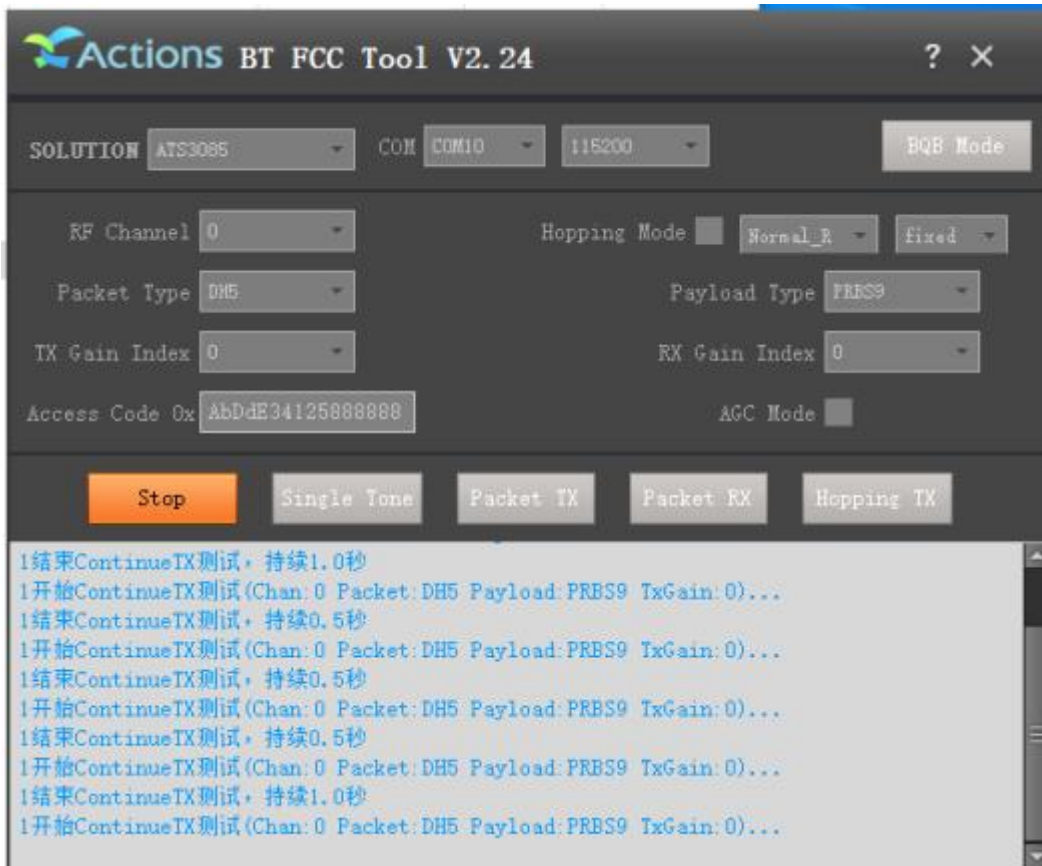 Actions BT FCC Tool V2.24 ? ×
SOLUTION ATS3085 COM COM10 115200 BQB Mode
RF Channel 0 Hopping Mode Normal_R fixed
Packet Type DH5 Payload Type PRBS9
TX Gain Index 0 RX Gain Index 0
Access Code 0x AbDdE34125888888 AGC Mode
Stop Single Tone Packet TX Packet RX Hopping TX
1结束ContinueTX测试，持续1.0秒
1开始ContinueTX测试(Chan:0 Packet:DH5 Payload:PRBS9 TxGain:0)...
1结束ContinueTX测试，持续0.5秒
1开始ContinueTX测试(Chan:0 Packet:DH5 Payload:PRBS9 TxGain:0)...
1结束ContinueTX测试，持续0.5秒
1开始ContinueTX测试(Chan:0 Packet:DH5 Payload:PRBS9 TxGain:0)...
1结束ContinueTX测试，持续0.5秒
1开始ContinueTX测试(Chan:0 Packet:DH5 Payload:PRBS9 TxGain:0)...
1结束ContinueTX测试，持续1.0秒
1开始ContinueTX测试(Chan:0 Packet:DH5 Payload:PRBS9 TxGain:0)...